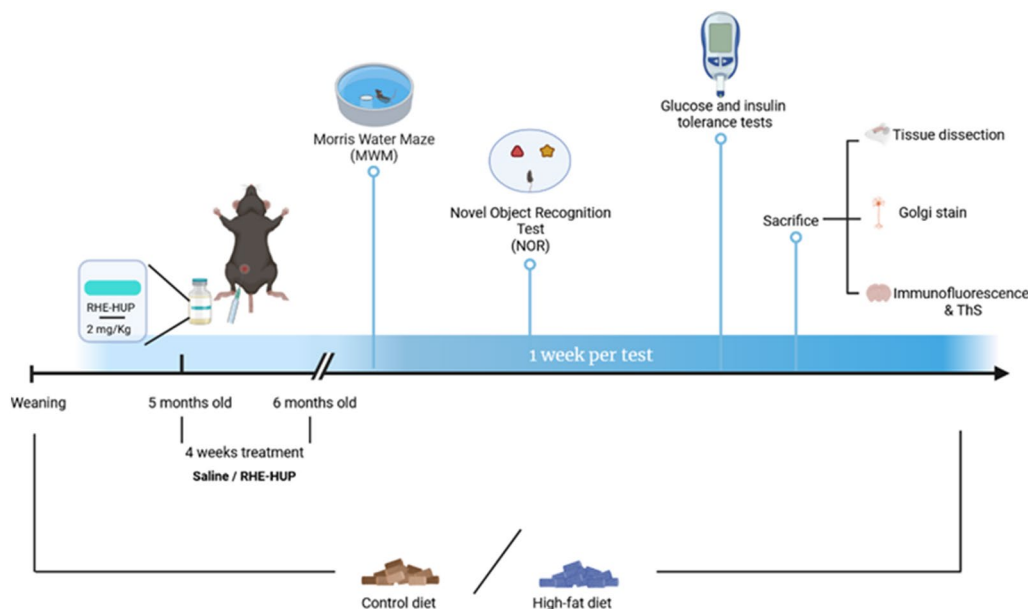 Morris Water Maze
(MWM)
Novel Object Recognition
Test
(NOR)
Glucose and insulin
tolerance tests
Sacrifice
Tissue dissection
Golgi stain
Immunofluorescence
& ThS
RHE-HUP
2 mg/Kg
1 week per test
Weaning
5 months old
6 months old
4 weeks treatment
Saline / RHE-HUP
Control diet
High-fat diet